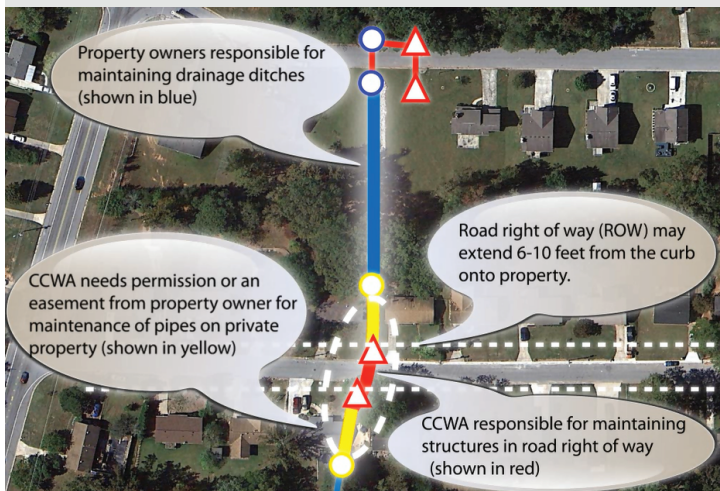 Property owners responsible for
maintaining drainage ditches
(shown in blue)
Road right of way (ROW) may
extend 6-10 feet from the curb
onto property.
CCWA needs permission or an
easement from property owner for
maintenance of pipes on private
property (shown in yellow)
CCWA responsible for maintaining
structures in road right of way
(shown in red)